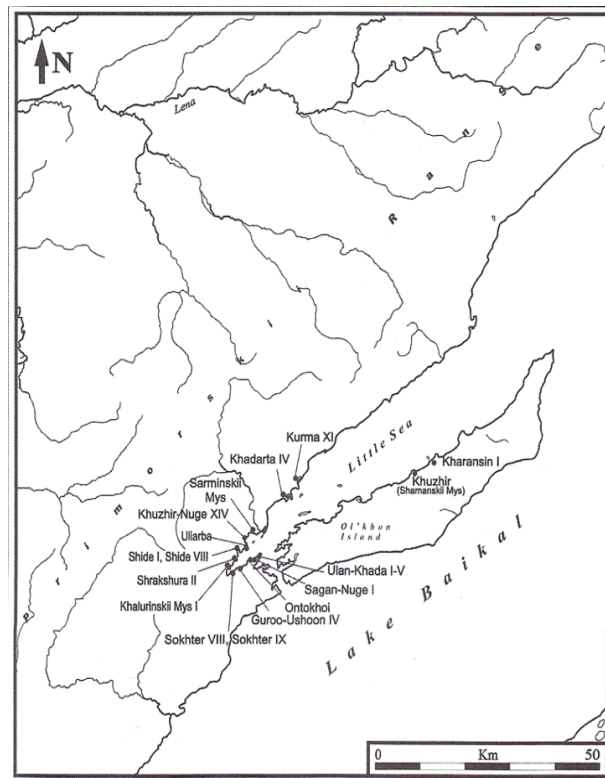 N
Lena
Primorskii Range
Kurma XI
Little Sea
Khadarta IV
Kharansin I
Khuzhir
(Shamanskii Mys)
Sarminskii
Mys
Khuzhir-Nuge XIV
Ol'khon
Island
Uliarba
Shide I, Shide VIII
Ulan-Khada I-V
Shrakshura II
Sagan-Nuge I
Khalurinskii Mys I
Ontokhoi
Guroo-Ushoon IV
Sokhter VIII, Sokhter IX
Lake Baikal
0 Km 50